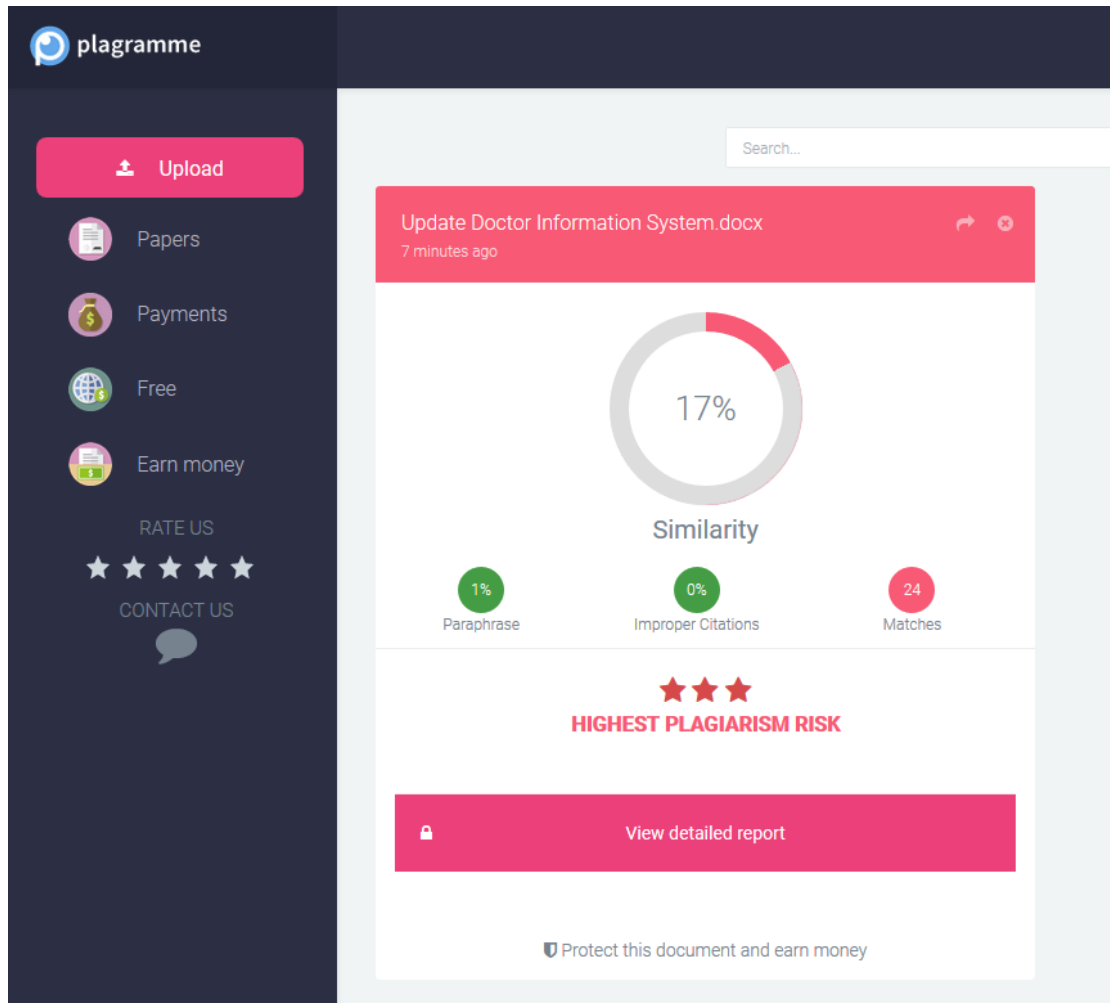 plagramme
Upload
Papers
Payments
Free
Earn money
RATE US
CONTACT US
Search...
Update Doctor Information System.docx
7 minutes ago
17%
Similarity
1%
Paraphrase
0%
Improper Citations
24
Matches
HIGHEST PLAGIARISM RISK
View detailed report
Protect this document and earn money